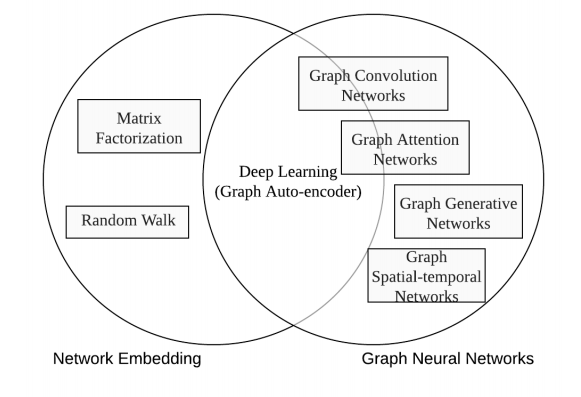 Graph Convolution
Networks
Matrix
Factorization
Graph Attention
Networks
Deep Learning
(Graph Auto-encoder)
Random Walk
Graph Generative
Networks
Graph
Spatial-temporal
Networks
Network Embedding
Graph Neural Networks